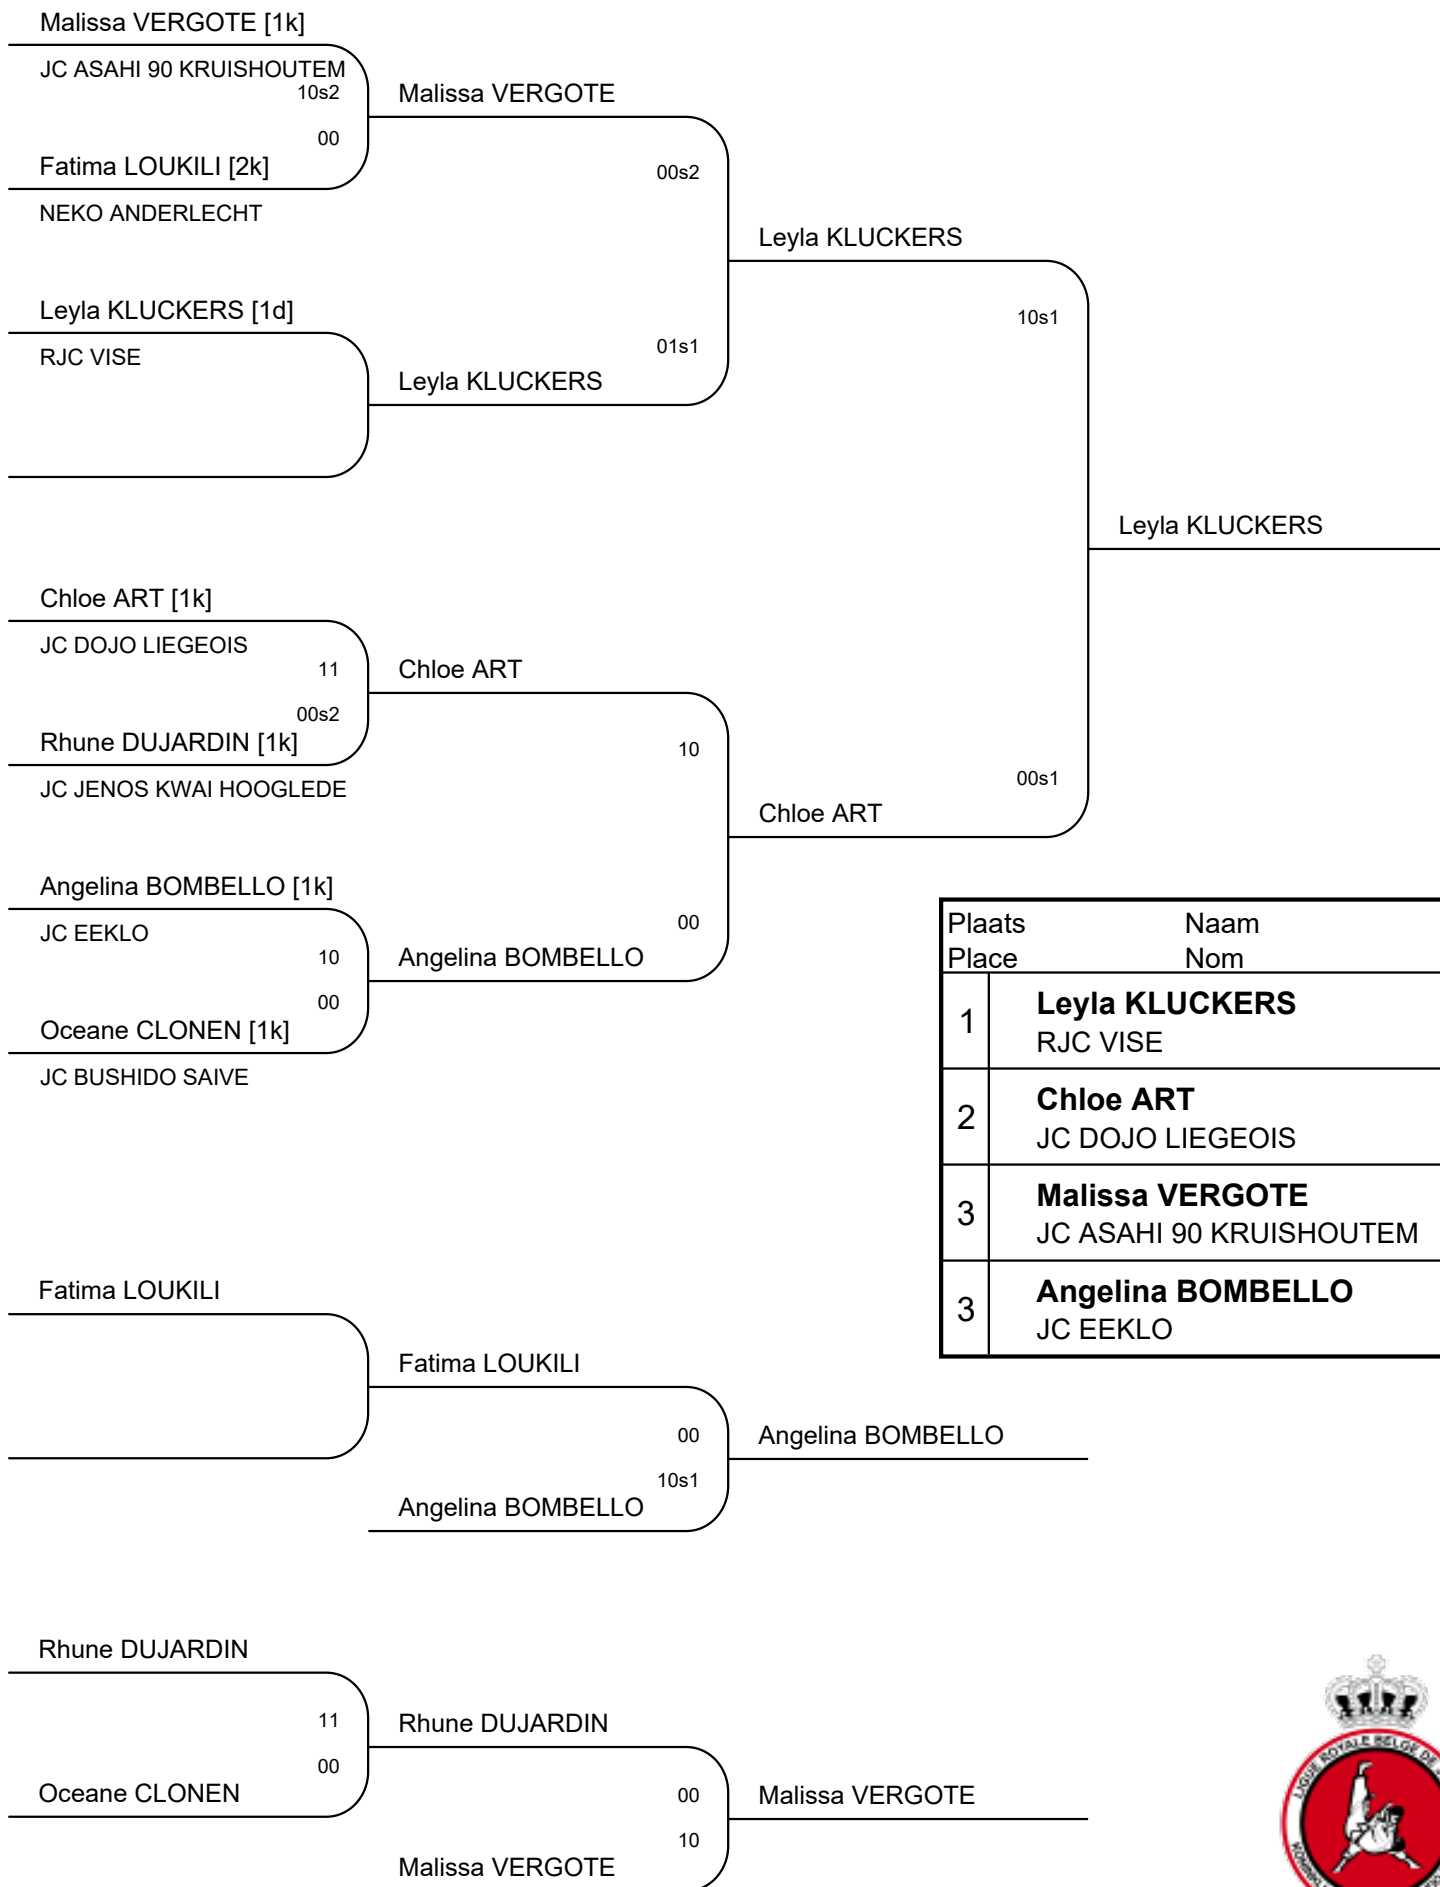 Malissa VERGOTE [1k]
JC ASAHI 90 KRUISHOUTEM
10s2
00
Fatima LOUKILI [2k]
NEKO ANDERLECHT
Malissa VERGOTE
00s2
Leyla KLUCKERS [1d]
RJC VISE
01s1
Leyla KLUCKERS
Leyla KLUCKERS
10s1
Leyla KLUCKERS
Chloe ART [1k]
JC DOJO LIEGEOIS
11
00s2
Rhune DUJARDIN [1k]
JC JENOS KWAI HOOGLEDE
Chloe ART
10
00s1
Chloe ART
Angelina BOMBELLO [1k]
JC EEKLO
10
00
Oceane CLONEN [1k]
JC BUSHIDO SAIVE
00
Angelina BOMBELLO
Plaats Naam
Place Nom
1 Leyla KLUCKERS
RJC VISE
2 Chloe ART
JC DOJO LIEGEOIS
3 Malissa VERGOTE
JC ASAHI 90 KRUISHOUTEM
3 Angelina BOMBELLO
JC EEKLO
Fatima LOUKILI
Fatima LOUKILI
00
10s1
Angelina BOMBELLO
Angelina BOMBELLO
Rhune DUJARDIN
11
00
Oceane CLONEN
Rhune DUJARDIN
00
10
Malissa VERGOTE
Malissa VERGOTE
LIGUE ROYALE BELGE DE